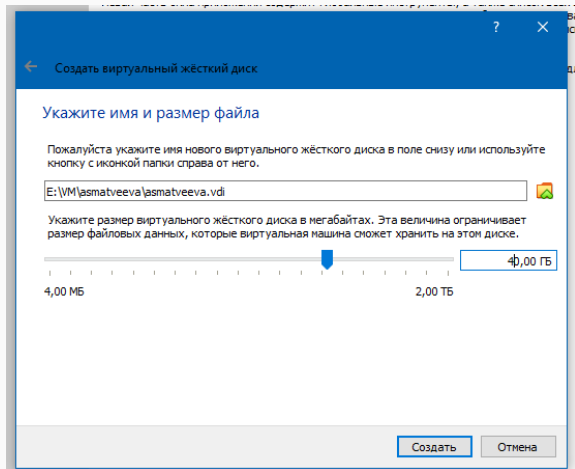 ?
Создать виртуальный жёсткий диск
Укажите имя и размер файла
Пожалуйста укажите имя нового виртуального жёсткого диска в поле снизу или используйте
кнопку с иконкой папки справа от него.
E:\VM\asmatveeva\asmatveeva.vdi
Укажите размер виртуального жёсткого диска в мегабайтах. Эта величина ограничивает
размер файловых данных, которые виртуальная машина сможет хранить на этом диске.
40,00 ГБ
4,00 МБ 2,00 ТБ
Создать Отмена